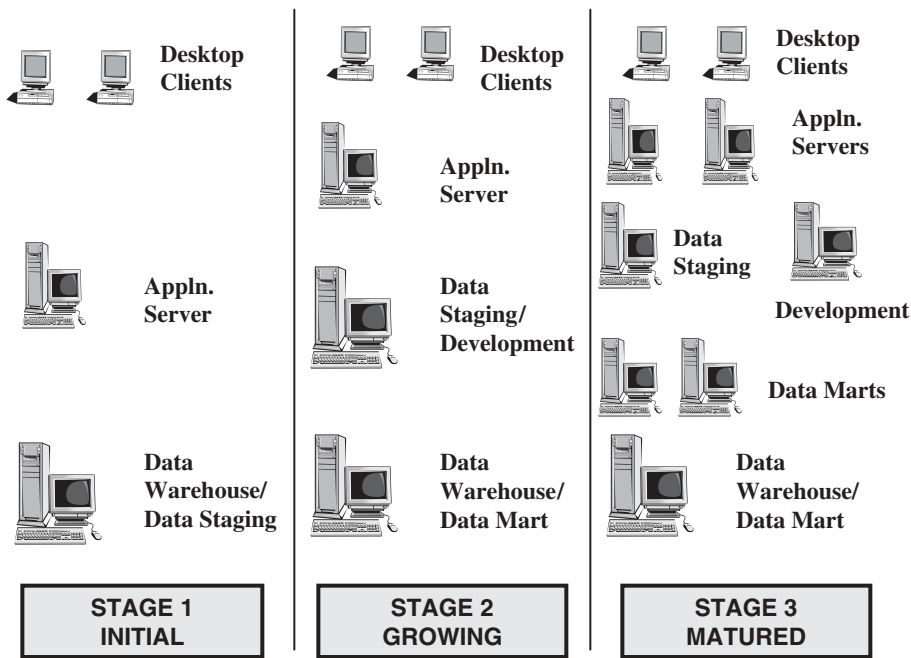 Desktop
Clients
Appln.
Server
Data
Warehouse/
Data Staging
STAGE 1
INITIAL
Desktop
Clients
Appln.
Server
Data
Staging/
Development
Data
Warehouse/
Data Mart
STAGE 2
GROWING
Desktop
Clients
Appln.
Servers
Data
Staging
Development
Data Marts
Data
Warehouse/
Data Mart
STAGE 3
MATURED